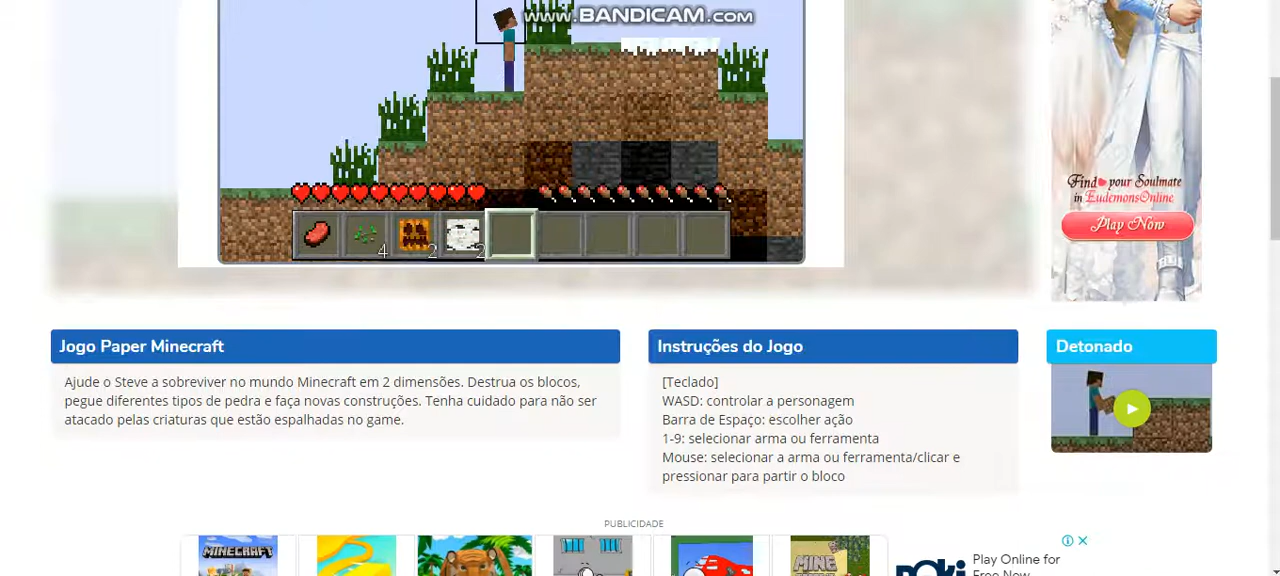 www.BANDICAM.com
4
2
2
Find your Soulmate
in EudemonsOnline
Play Now
Jogo Paper Minecraft
Ajude o Steve a sobreviver no mundo Minecraft em 2 dimensões. Destrua os blocos,
pegue diferentes tipos de pedra e faça novas construções. Tenha cuidado para não ser
atacado pelas criaturas que estão espalhadas no game.
Instruções do Jogo
[Teclado]
WASD: controlar a personagem
Barra de Espaço: escolher ação
1-9: selecionar arma ou ferramenta
Mouse: selecionar a arma ou ferramenta/clicar e
pressionar para partir o bloco
Detonado
PUBLICIDADE
MINECRAFT
MINE
Poki
Play Online for
Free Now